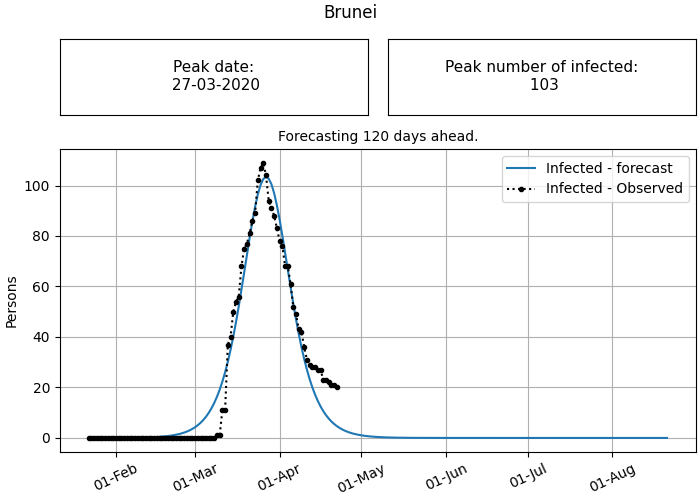 Brunei
Peak date:
27-03-2020
Peak number of infected:
103
Forecasting 120 days ahead.
Infected - forecast
Infected - Observed
Persons
100
80
60
40
20
0
01-Feb
01-Mar
01-Apr
01-May
01-Jun
01-Jul
01-Aug